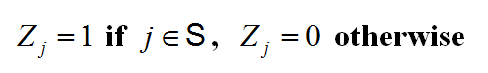 Z_j = 1 if j ∈ S, Z_j = 0 otherwise